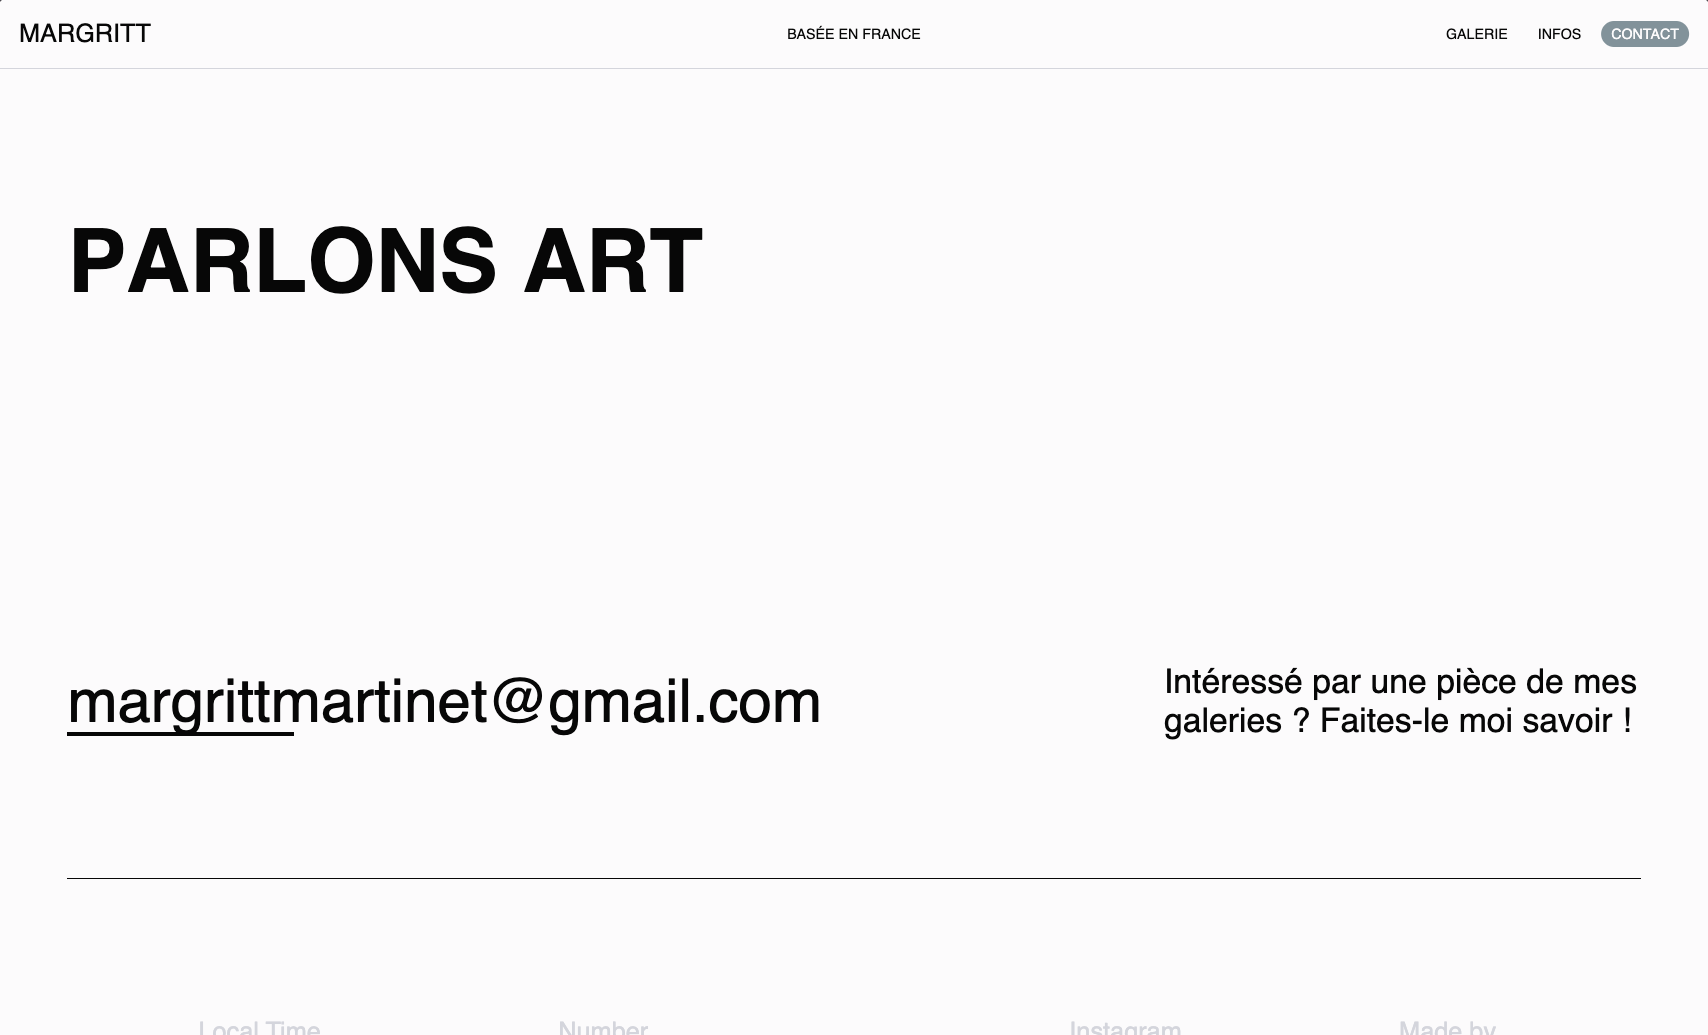 MARGRITT
BASÉE EN FRANCE
GALERIE
INFOS
CONTACT
PARLONS ART
margrittmartinet@gmail.com
Intéressé par une pièce de mes
galeries ? Faites-le moi savoir !
Local Time
Number
Instagram
Made by